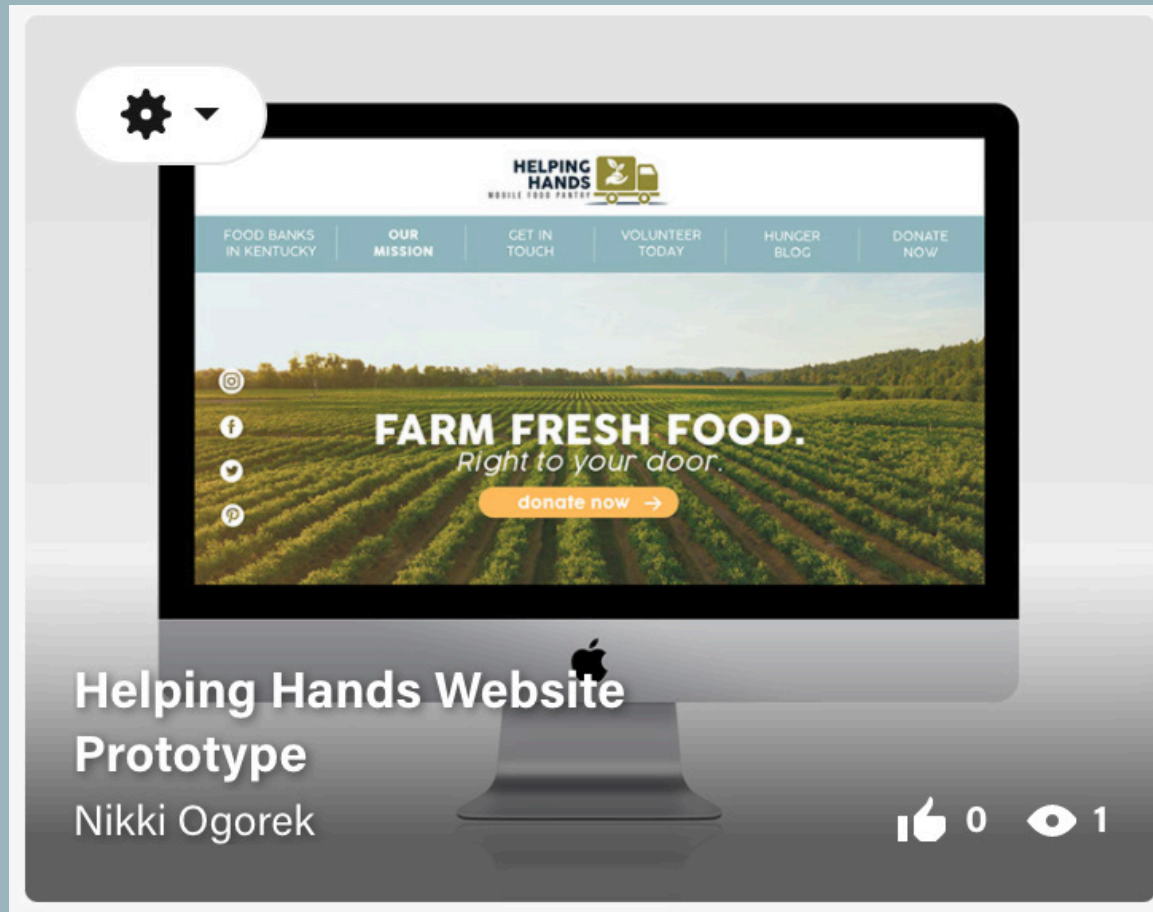 HELPING
HANDS
MOBILE FOOD PANTRY
FOOD BANKS
IN KENTUCKY
OUR
MISSION
GET IN
TOUCH
VOLUNTEER
TODAY
HUNGER
BLOG
DONATE
NOW
FARM FRESH FOOD.
Right to your door.
donate now →
Helping Hands Website
Prototype
Nikki Ogorek
0
1